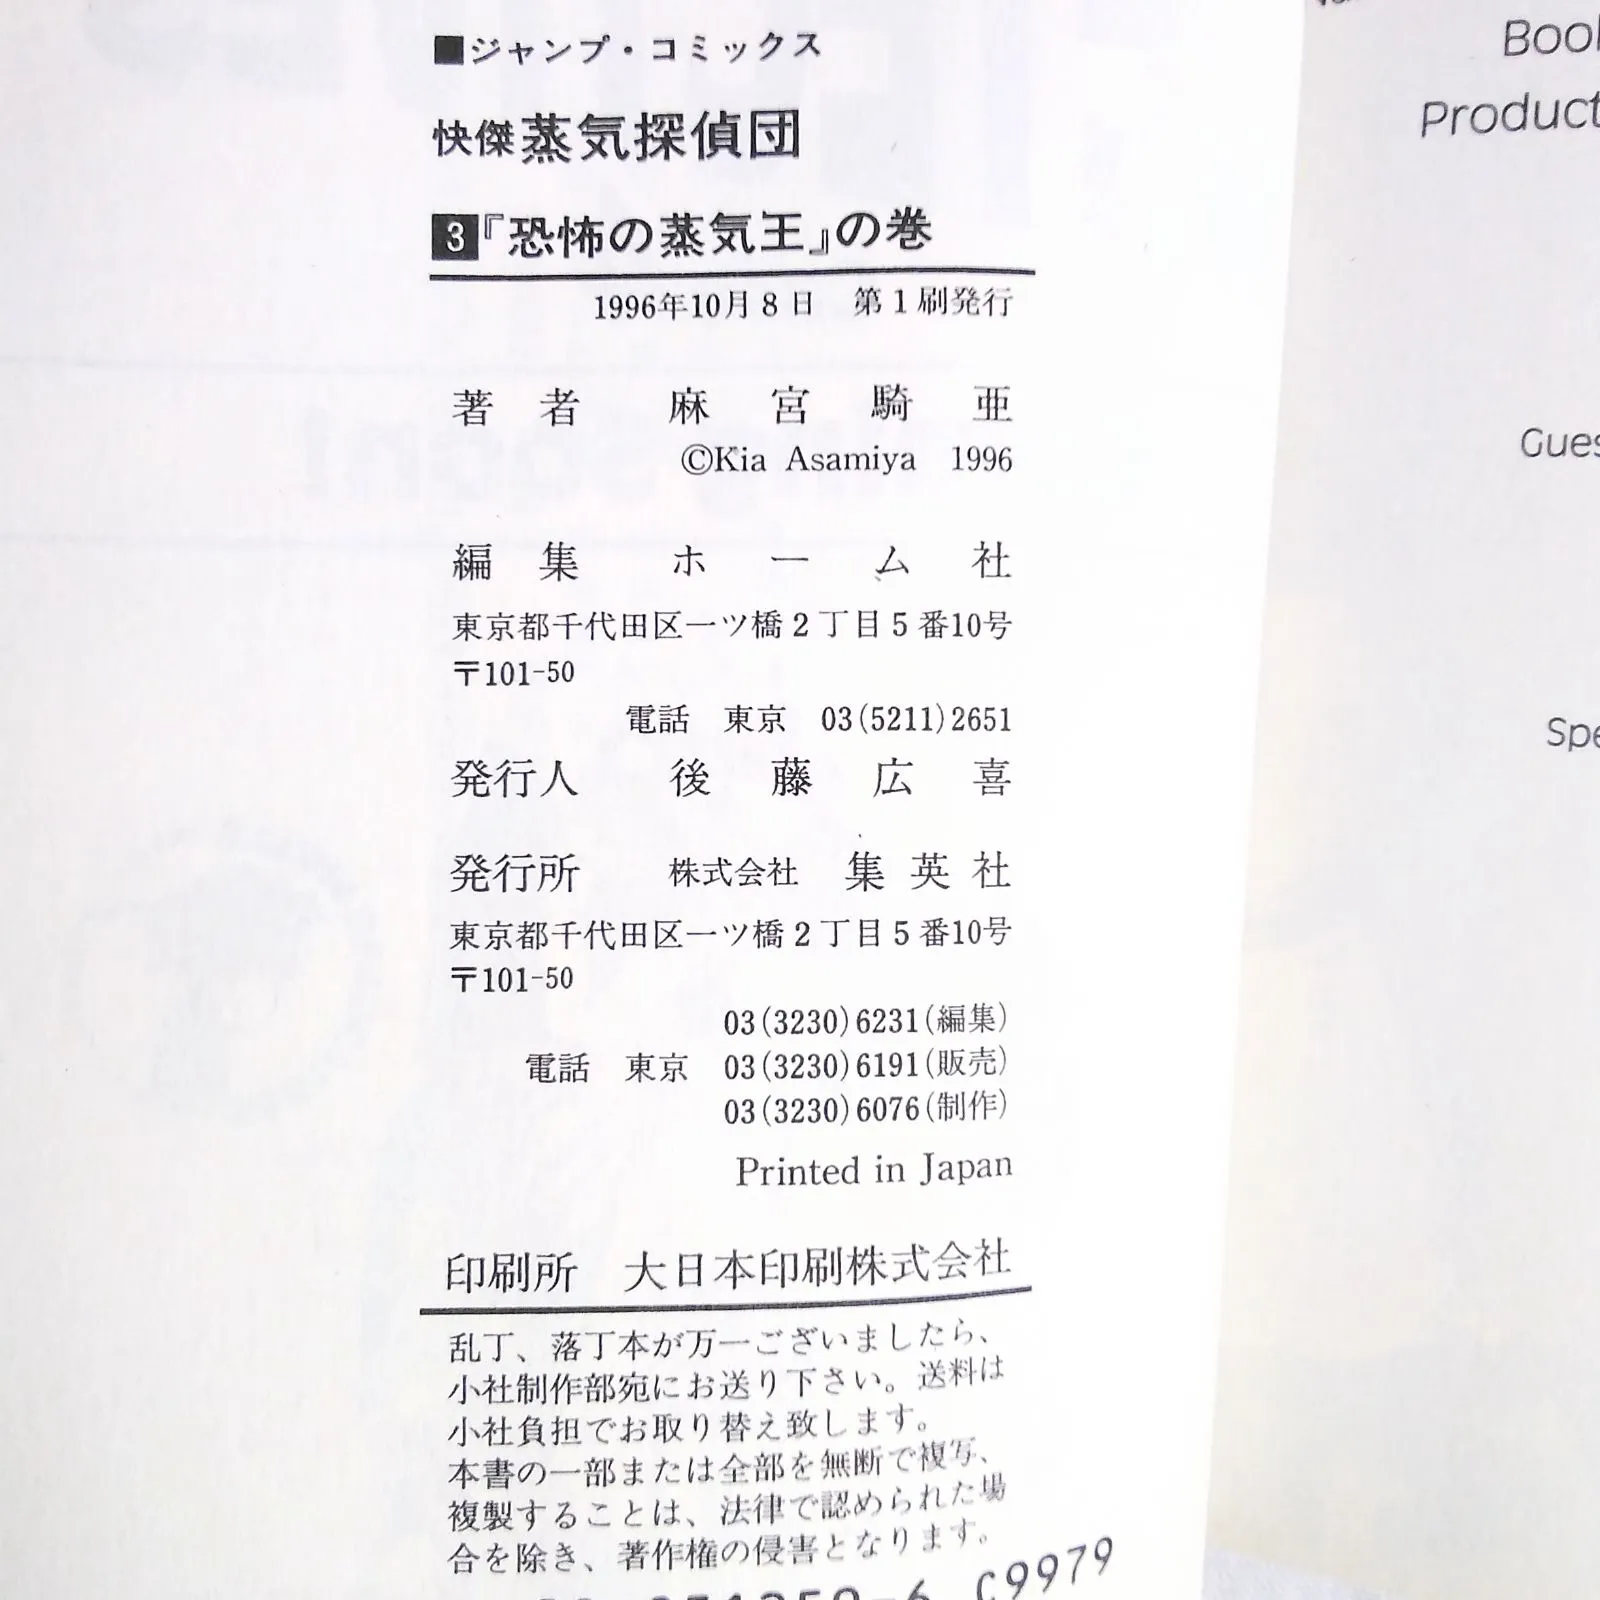 ■ジャンプ・コミックス
快傑蒸気探偵団
3『恐怖の蒸気王』の巻
1996年10月8日　第1刷発行
著者　麻宮騎亜
©Kia Asamiya 1996
編集　ホーム社
東京都千代田区一ツ橋2丁目5番10号
〒101-50
電話　東京　03(5211)2651
発行人　後藤広喜
発行所　株式会社　集英社
東京都千代田区一ツ橋2丁目5番10号
〒101-50
03(3230)6231(編集)
電話　東京　03(3230)6191(販売)
03(3230)6076(制作)
Printed in Japan
印刷所　大日本印刷株式会社
乱丁、落丁本が万一ございましたら、
小社制作部宛にお送り下さい。送料は
小社負担でお取り替え致します。
本書の一部または全部を無断で複写、
複製することは、法律で認められた場
合を除き、著作権の侵害となります。
C9979